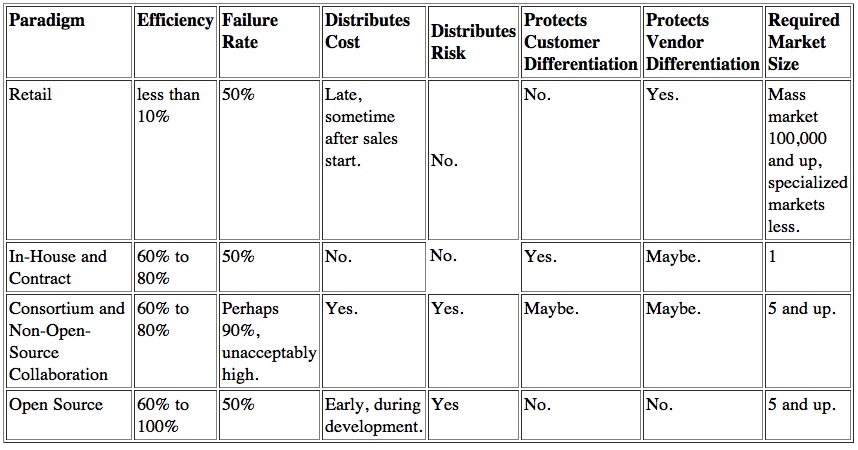 Paradigm
Efficiency
Failure
Rate
Distributes
Cost
Distributes
Risk
Protects
Customer
Differentiation
Protects
Vendor
Differentiation
Required
Market
Size
Retail
less than
10%
50%
Late,
sometime
after sales
start.
No.
No.
Yes.
Mass
market
100,000
and up,
specialized
markets
less.
In-House and
Contract
60% to
80%
50%
No.
No.
Yes.
Maybe.
1
Consortium and
Non-Open-
Source
Collaboration
60% to
80%
Perhaps
90%,
unacceptably
high.
Yes.
Yes.
Maybe.
Maybe.
5 and up.
Open Source
60% to
100%
50%
Early, during
development.
Yes
No.
No.
5 and up.